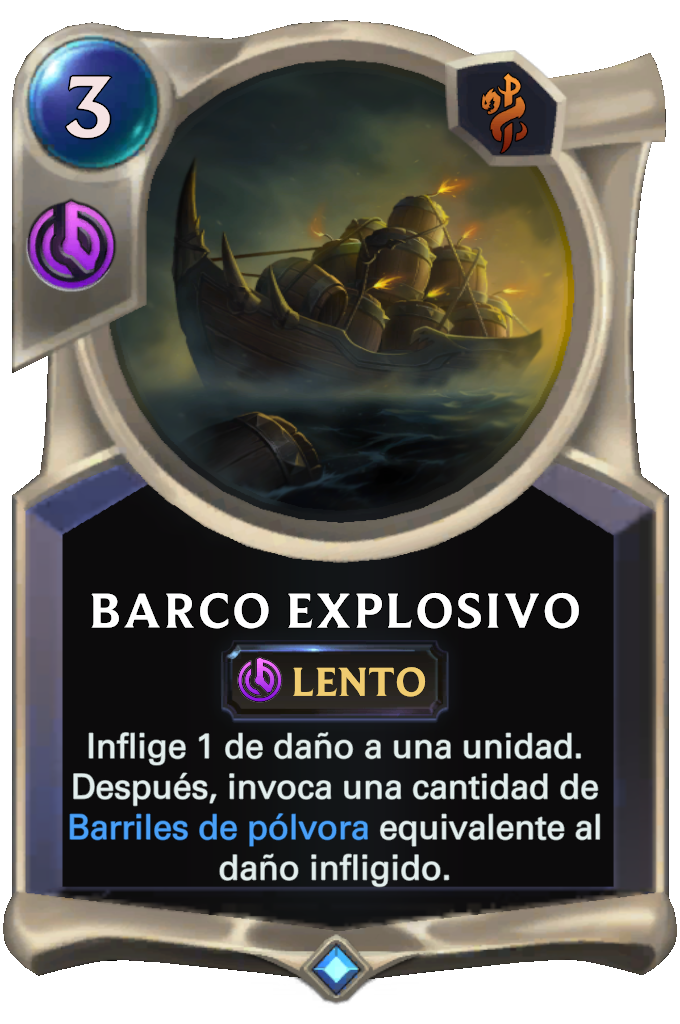 3
BARCO EXPLOSIVO
LENTO
Inflige 1 de daño a una unidad.
Después, invoca una cantidad de
Barriles de pólvora equivalente al
daño infligido.